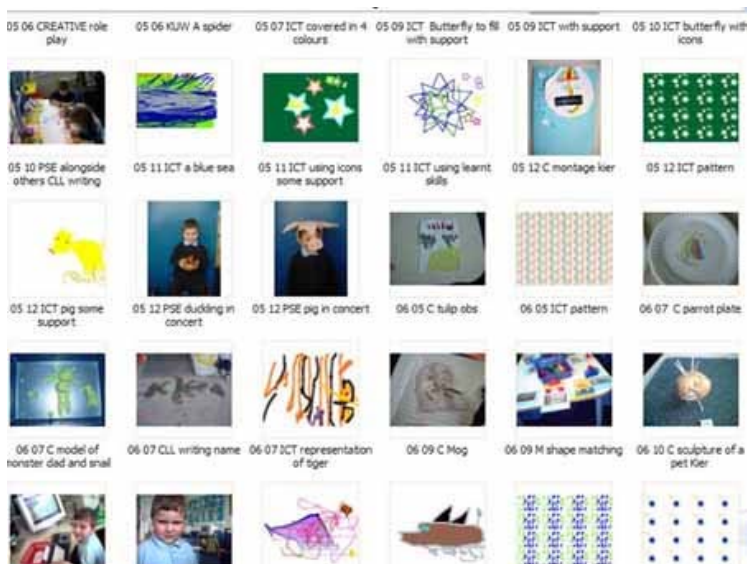 05 06 CREATIVE role play
05 06 KUW A spider
05 07 ICT covered in 4 colours
05 09 ICT Butterfly to fill with support
05 09 ICT wth support
05 10 ICT butterfly with icons
05 10 PSE alongside others CLL writing
05 11 ICT a blue sea
05 11 ICT using icons some support
05 11 ICT using learnt skills
05 12 C montage kier
05 12 ICT pattern
05 12 ICT pig some support
05 12 PSE duckling in concert
05 12 PSE pig in concert
06 05 C tulip obs
06 05 ICT pattern
06 07 C parrot plate
06 07 C model of monster dad and snail
06 07 CLL writing name
06 07 ICT representation of tiger
06 09 C Mog
06 09 M shape matching
06 10 C sculpture of a pet Kier